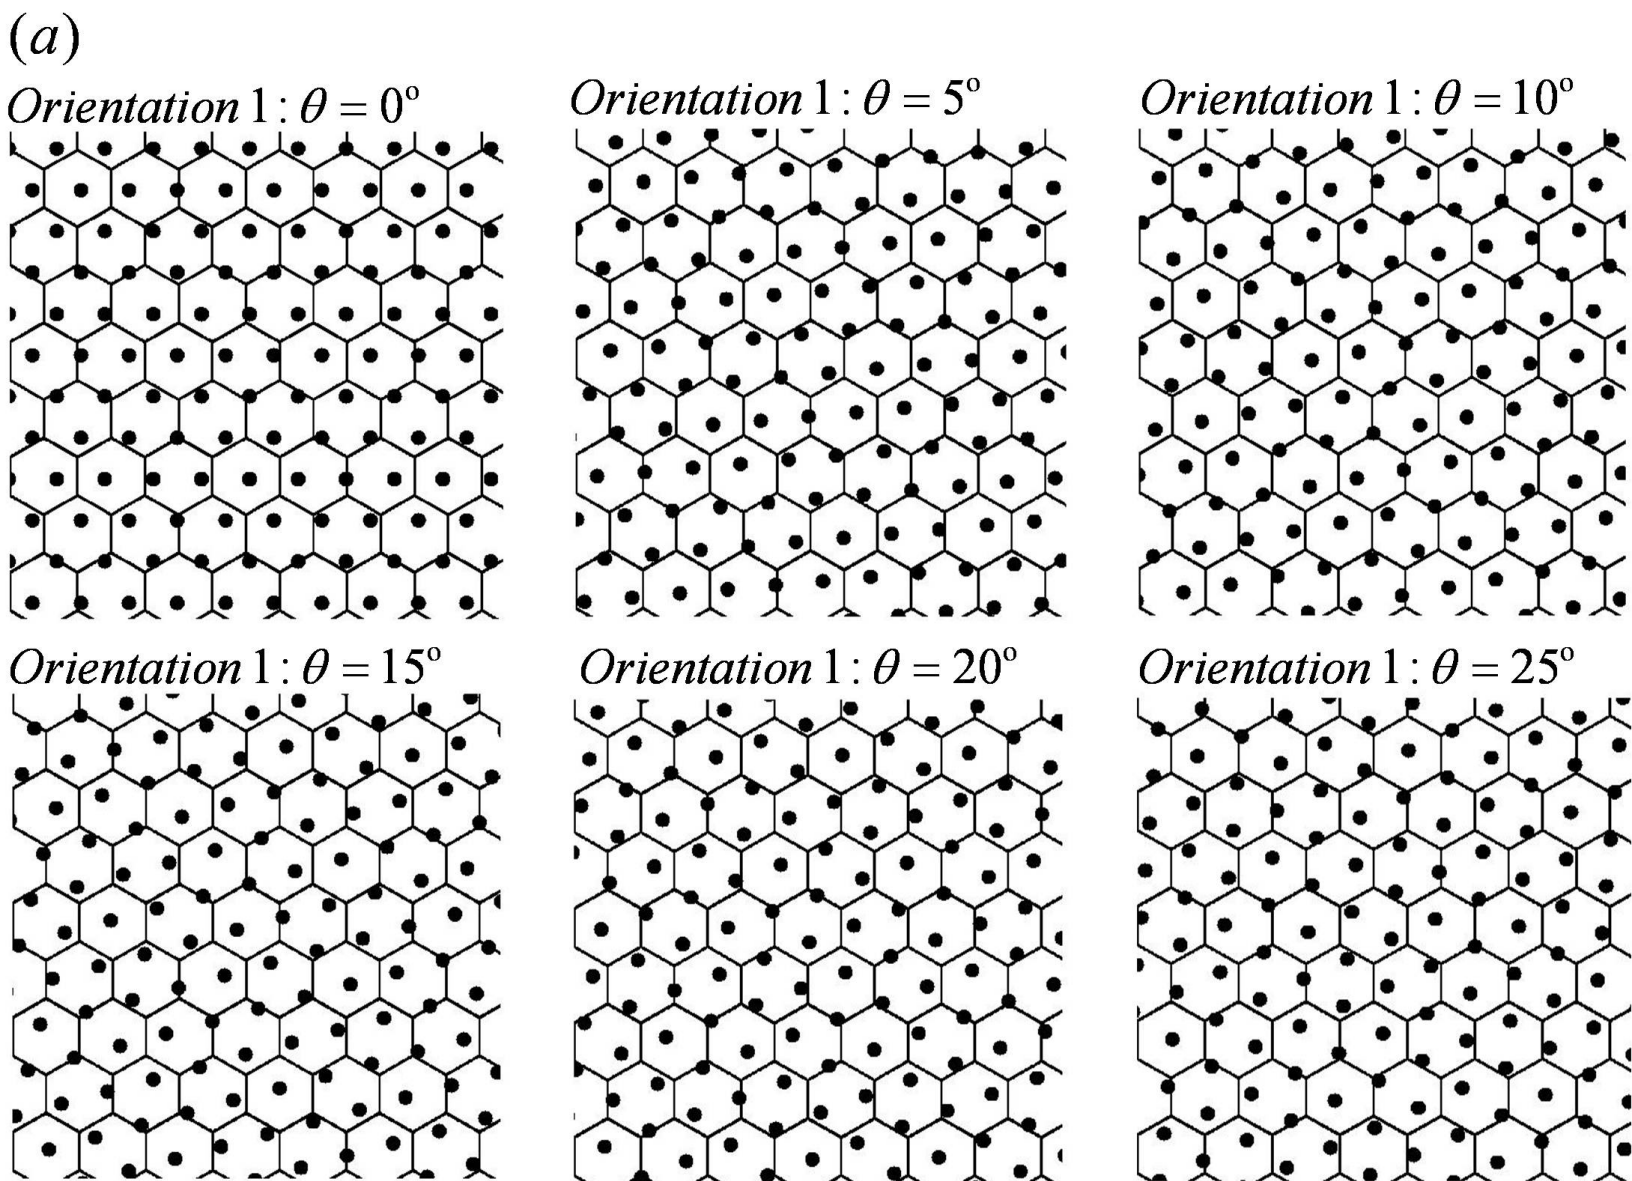 (a)
Orientation 1: θ = 0°
Orientation 1: θ = 5°
Orientation 1: θ = 10°
Orientation 1: θ = 15°
Orientation 1: θ = 20°
Orientation 1: θ = 25°